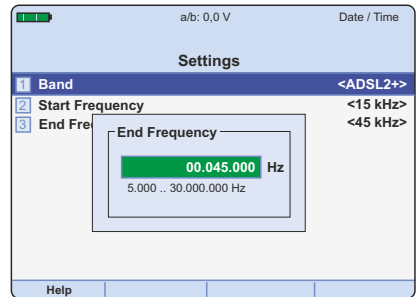 a/b: 0,0 V Date / Time
Settings
1 Band <ADSL2+>
2 Start Frequency <15 kHz>
3 End Fre <45 kHz>
End Frequency
00.045.000 Hz
5.000 .. 30.000.000 Hz
Help